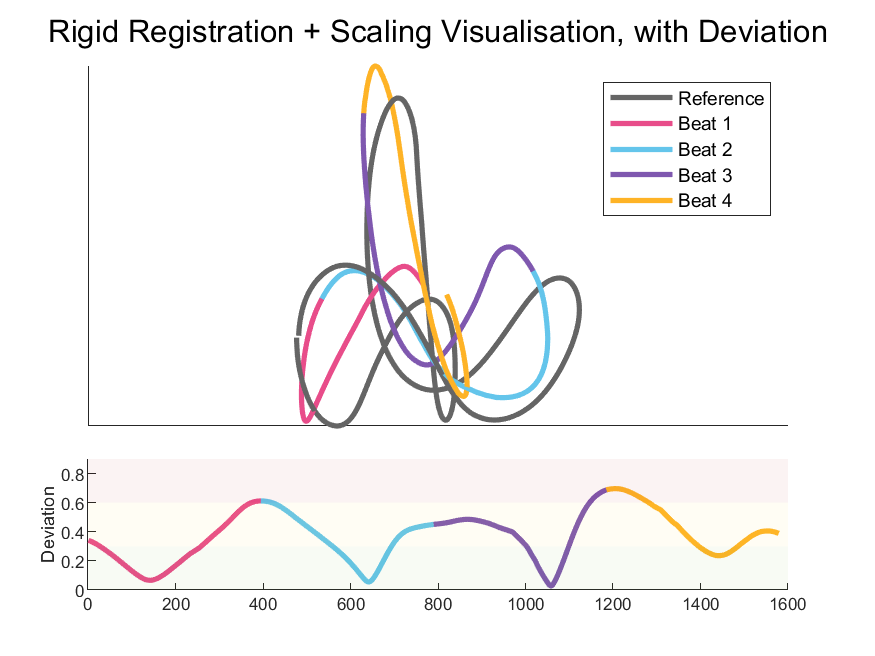 Rigid Registration + Scaling Visualisation, with Deviation
Reference
Beat 1
Beat 2
Beat 3
Beat 4
Deviation
0.8
0.6
0.4
0.2
0
0 200 400 600 800 1000 1200 1400 1600